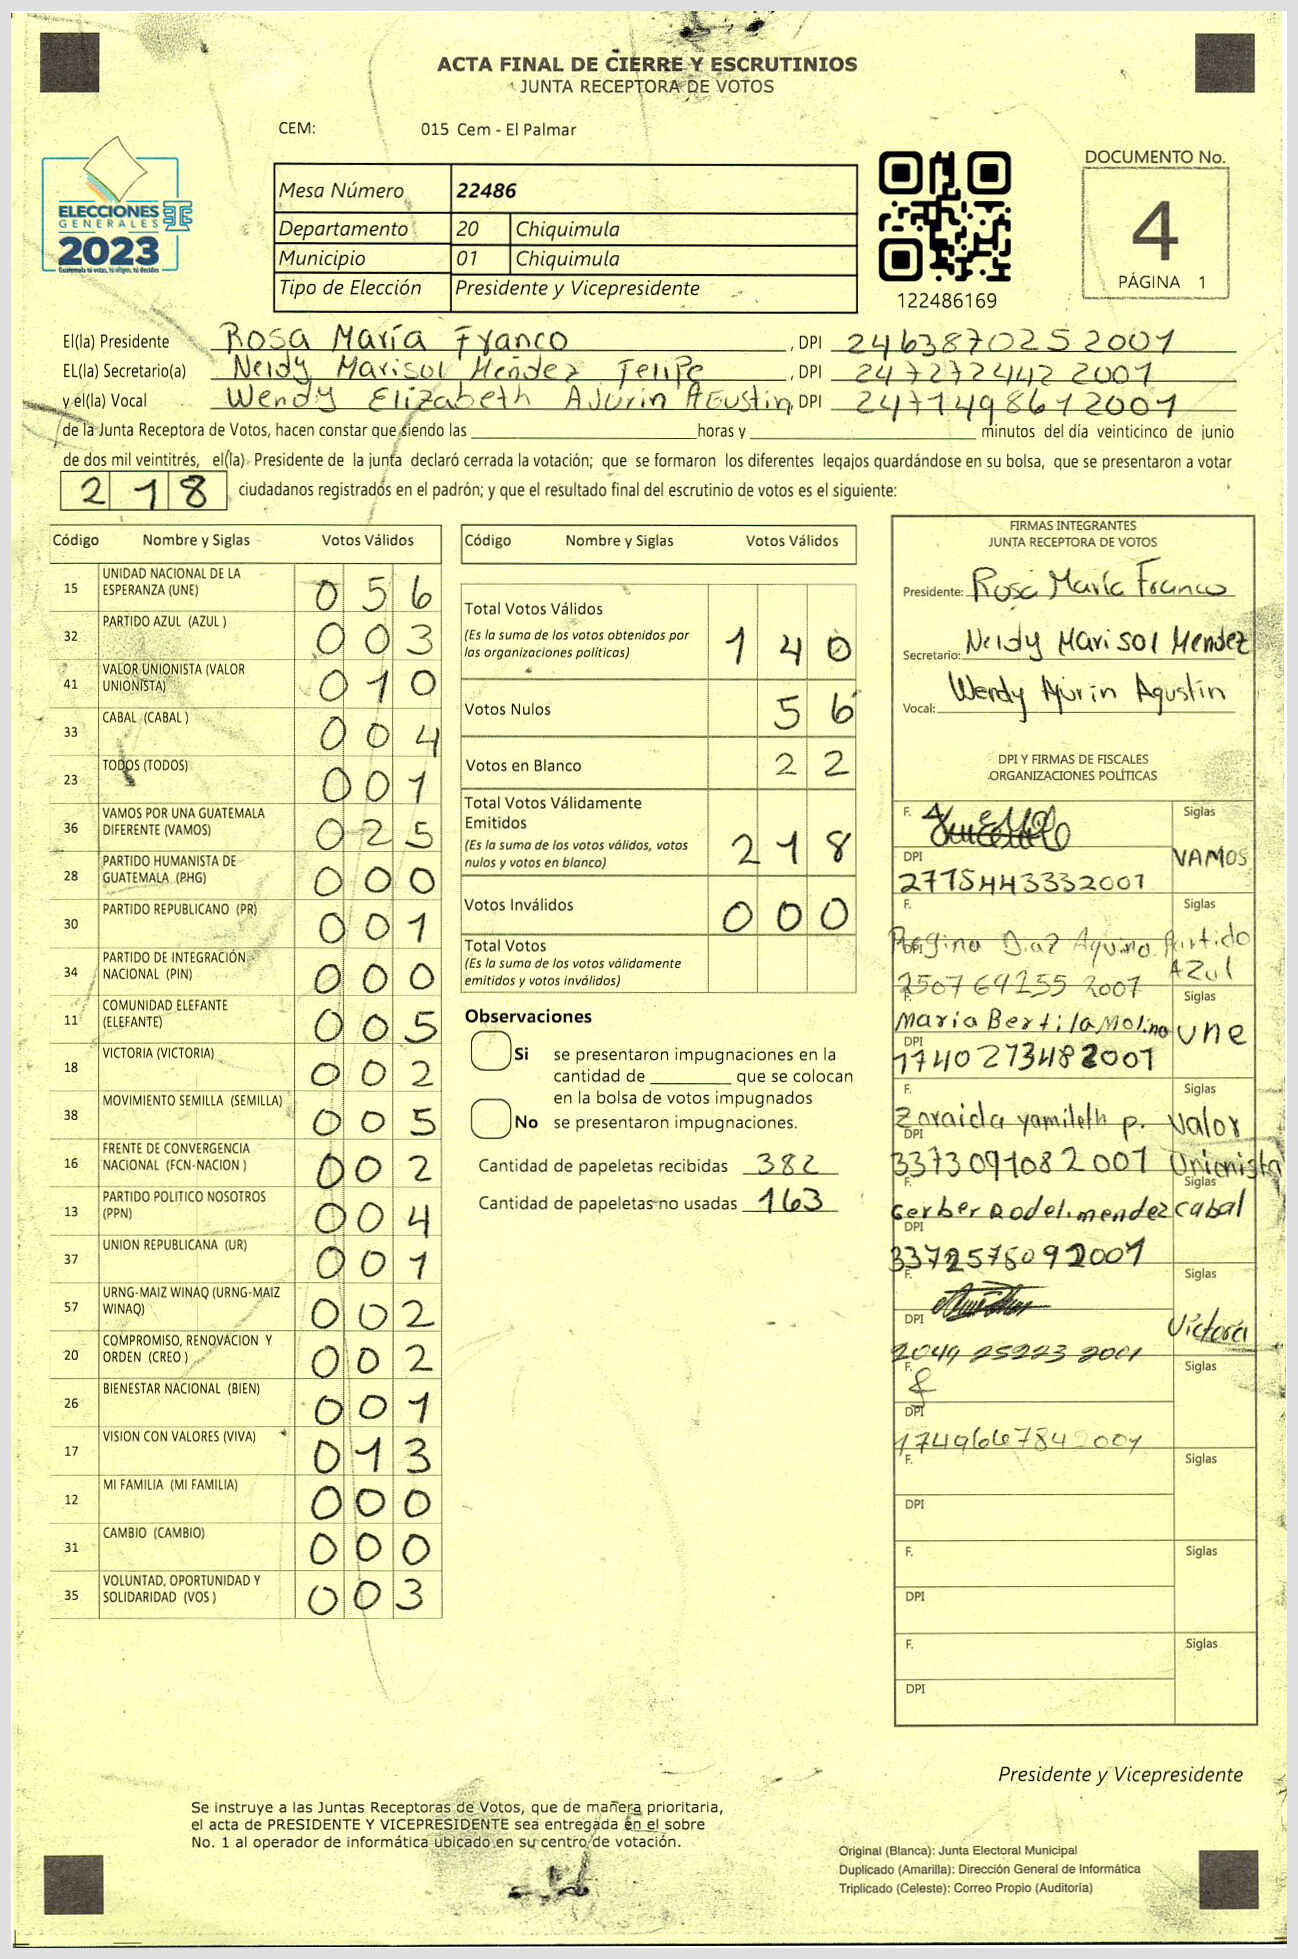 ACTA FINAL DE CIERRE Y ESCRUTINIOS
JUNTA RECEPTORA DE VOTOS
CEM: 015 Cem - El Palmar
ELECCIONES
GENERALES
2023
Guatemala tú votas, tú eliges, tú decides
Mesa Número 22486
Departamento 20 Chiquimula
Municipio 01 Chiquimula
Tipo de Elección Presidente y Vicepresidente
122486169
DOCUMENTO No.
4
PÁGINA 1
El(la) Presidente Rosa María Franco, DPI 2463870252001
EL(la) Secretario(a) Neidy Marisol Méndez Felipe, DPI 2472724422001
y el(la) Vocal Wendy Elizabeth Ajurin Agustin, DPI 2471498612001
de la Junta Receptora de Votos, hacen constar que siendo las horas y minutos del día veinticinco de junio
de dos mil veintitrés, el(la) Presidente de la junta declaró cerrada la votación; que se formaron los diferentes legajos guardándose en su bolsa, que se presentaron a votar
218 ciudadanos registrados en el padrón; y que el resultado final del escrutinio de votos es el siguiente:
Código Nombre y Siglas Votos Válidos
15 UNIDAD NACIONAL DE LA ESPERANZA (UNE) 056
32 PARTIDO AZUL (AZUL ) 003
41 VALOR UNIONISTA (VALOR UNIONISTA) 010
33 CABAL (CABAL ) 004
23 TODOS (TODOS) 001
36 VAMOS POR UNA GUATEMALA DIFERENTE (VAMOS) 025
28 PARTIDO HUMANISTA DE GUATEMALA (PHG) 000
30 PARTIDO REPUBLICANO (PR) 001
34 PARTIDO DE INTEGRACIÓN NACIONAL (PIN) 000
11 COMUNIDAD ELEFANTE (ELEFANTE) 005
18 VICTORIA (VICTORIA) 002
38 MOVIMIENTO SEMILLA (SEMILLA) 005
16 FRENTE DE CONVERGENCIA NACIONAL (FCN-NACION ) 002
13 PARTIDO POLITICO NOSOTROS (PPN) 004
37 UNION REPUBLICANA (UR) 001
57 URNG-MAIZ WINAQ (URNG-MAIZ WINAQ) 002
20 COMPROMISO, RENOVACION Y ORDEN (CREO ) 002
26 BIENESTAR NACIONAL (BIEN) 001
17 VISION CON VALORES (VIVA) 013
12 MI FAMILIA (MI FAMILIA) 000
31 CAMBIO (CAMBIO) 000
35 VOLUNTAD, OPORTUNIDAD Y SOLIDARIDAD (VOS ) 003
Código Nombre y Siglas Votos Válidos
Total Votos Válidos 140
(Es la suma de los votos obtenidos por
las organizaciones políticas)
Votos Nulos 56
Votos en Blanco 22
Total Votos Válidamente
Emitidos 218
(Es la suma de los votos válidos, votos
nulos y votos en blanco)
Votos Inválidos 000
Total Votos
(Es la suma de los votos válidamente
emitidos y votos inválidos)
Observaciones
Si se presentaron impugnaciones en la
cantidad de que se colocan
en la bolsa de votos impugnados
No se presentaron impugnaciones.
Cantidad de papeletas recibidas 382
Cantidad de papeletas no usadas 163
FIRMAS INTEGRANTES
JUNTA RECEPTORA DE VOTOS
Presidente: Rosa María Franco
Secretario: Neidy Marisol Mendez
Vocal: Wendy Ajurin Agustin
DPI Y FIRMAS DE FISCALES
ORGANIZACIONES POLÍTICAS
F. Siglas VAMOS
DPI 2775443332001
F. Regina Diaz Aquino Siglas Partido Azul
2507692552007
F. Maria Bertila Molina Siglas une
DPI 1740273482001
F. Zoraida yamileth p. Siglas Valor Unionista
DPI 3373091082001
F. Gerber Rodeli mendez Siglas cabal
DPI 3372575092001
F. Siglas Victoria
DPI 2049252232001
F. Siglas
DPI 1749667842001
F. Siglas
DPI
F. Siglas
DPI
F. Siglas
DPI
Presidente y Vicepresidente
Se instruye a las Juntas Receptoras de Votos, que de manera prioritaria,
el acta de PRESIDENTE Y VICEPRESIDENTE sea entregada en el sobre
No. 1 al operador de informática ubicado en su centro de votación.
Original (Blanca): Junta Electoral Municipal
Duplicado (Amarilla): Dirección General de Informática
Triplicado (Celeste): Correo Propio (Auditoría)